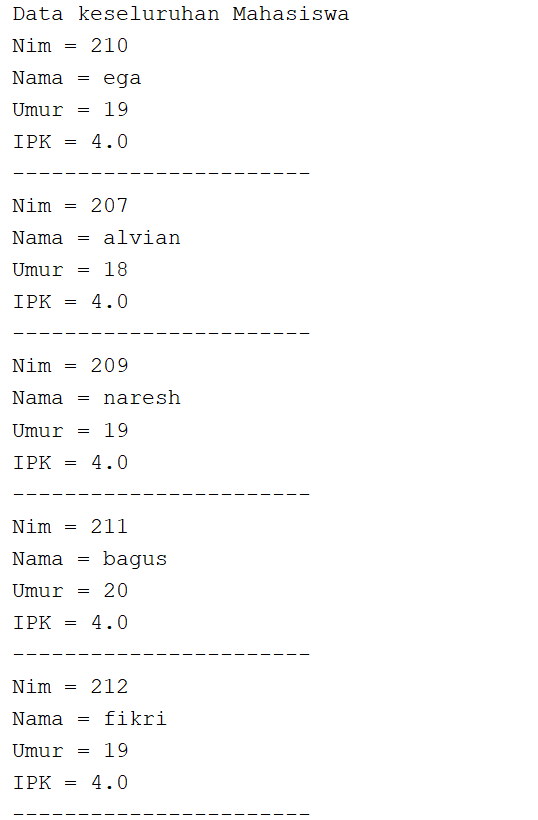 Data keseluruhan Mahasiswa
Nim = 210
Nama = ega
Umur = 19
IPK = 4.0
-----------------------
Nim = 207
Nama = alvian
Umur = 18
IPK = 4.0
-----------------------
Nim = 209
Nama = naresh
Umur = 19
IPK = 4.0
-----------------------
Nim = 211
Nama = bagus
Umur = 20
IPK = 4.0
-----------------------
Nim = 212
Nama = fikri
Umur = 19
IPK = 4.0
-----------------------